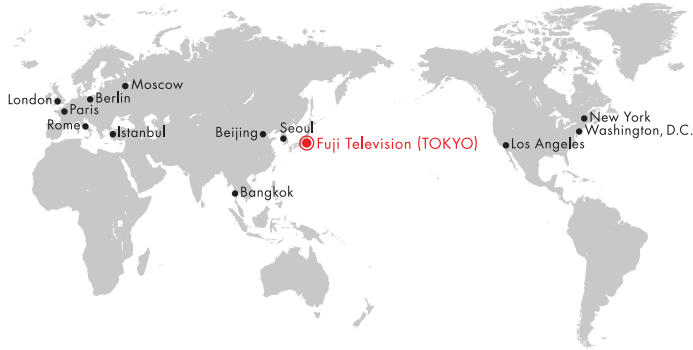 Moscow
London
Berlin
Paris
Rome
Istanbul
Beijing
Seoul
Fuji Television (TOKYO)
Bangkok
New York
Washington, D.C.
Los Angeles